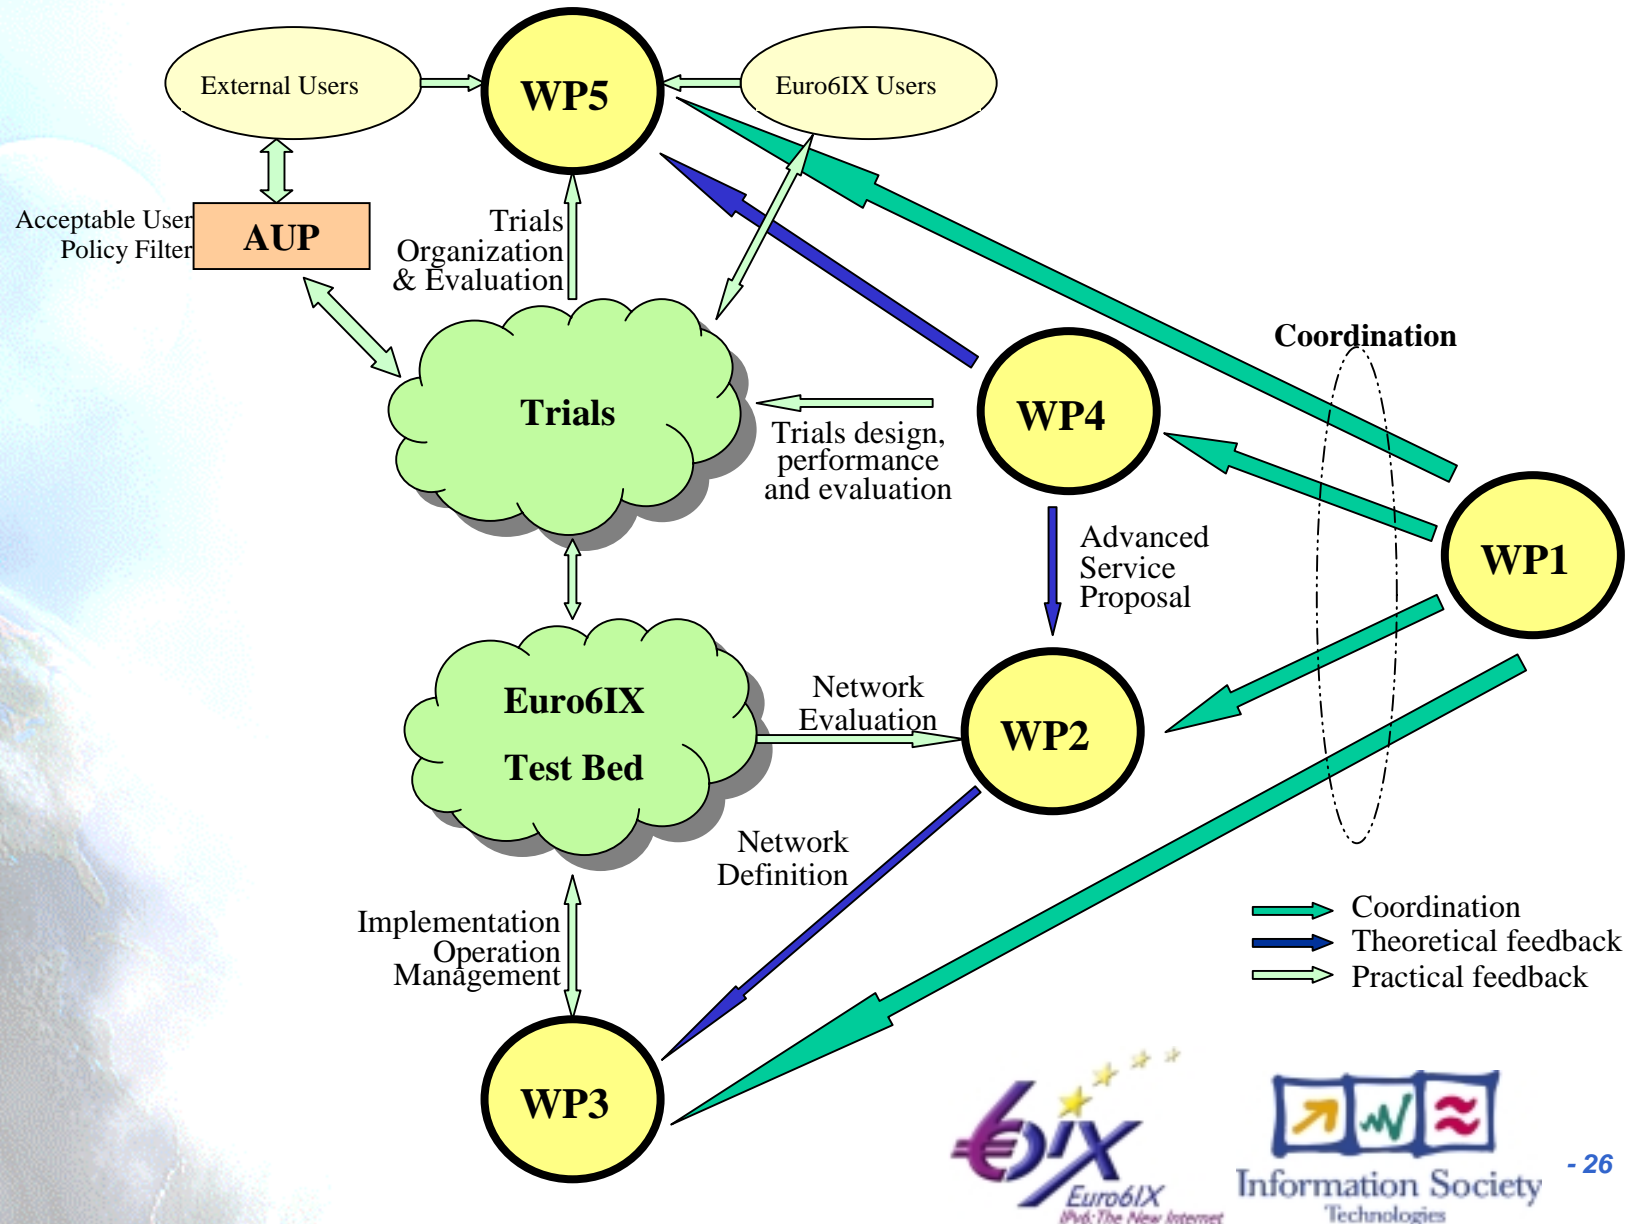 External Users
WP5
Euro6IX Users
Acceptable User
Policy Filter
AUP
Trials
Organization
& Evaluation
Coordination
Trials
WP4
Trials design,
performance
and evaluation
WP1
Advanced
Service
Proposal
Euro6IX
Test Bed
Network
Evaluation
WP2
Network
Definition
Implementation
Operation
Management
Coordination
Theoretical feedback
Practical feedback
WP3
6IX
Euro6IX
IPv6: The New Internet
Information Society
Technologies
- 26